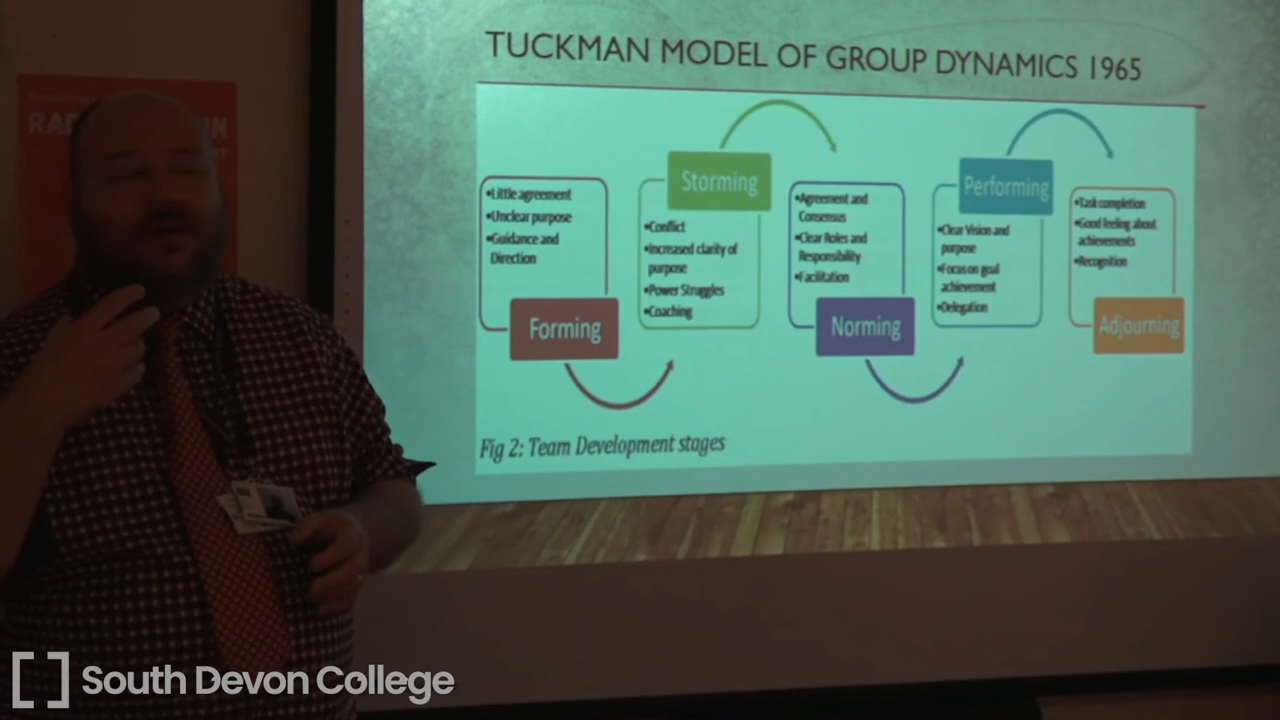 TUCKMAN MODEL OF GROUP DYNAMICS 1965
•Little agreement
•Unclear purpose
•Guidance and
Direction
Forming
Storming
•Conflict
•Increased clarity of
purpose
•Power Struggles
•Coaching
•Agreement and
Consensus
•Clear Roles and
Responsibility
•Facilitation
Norming
Performing
•Clear Vision and
purpose
•Focus on goal
achievement
•Delegation
•Task completion
•Good feeling about
achievements
•Recognition
Adjourning
Fig 2: Team Development stages
South Devon College